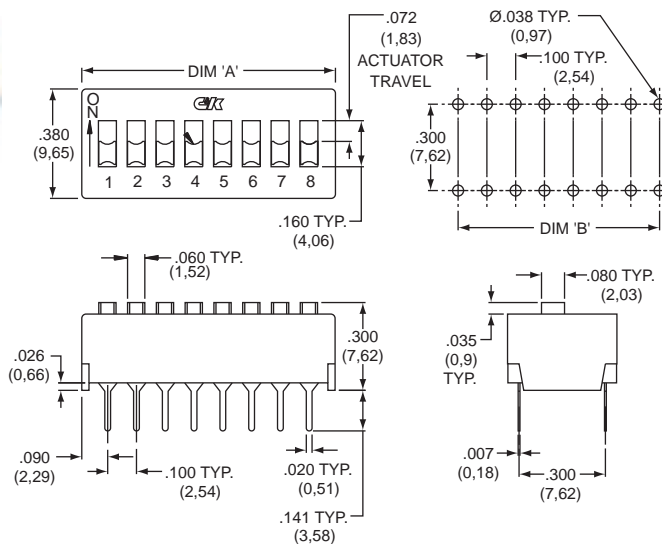 .072
(1,83)
ACTUATOR
TRAVEL
Ø.038 TYP.
(0,97)
.100 TYP.
(2,54)
DIM 'A'
ON
C&K
.380
(9,65)
.300
(7,62)
1 2 3 4 5 6 7 8
.160 TYP.
(4,06)
DIM 'B'
.060 TYP.
(1,52)
.080 TYP.
(2,03)
.300
(7,62)
.035
(0,9)
TYP.
.026
(0,66)
.090
(2,29)
.100 TYP.
(2,54)
.020 TYP.
(0,51)
.141 TYP.
(3,58)
.007
(0,18)
.300
(7,62)